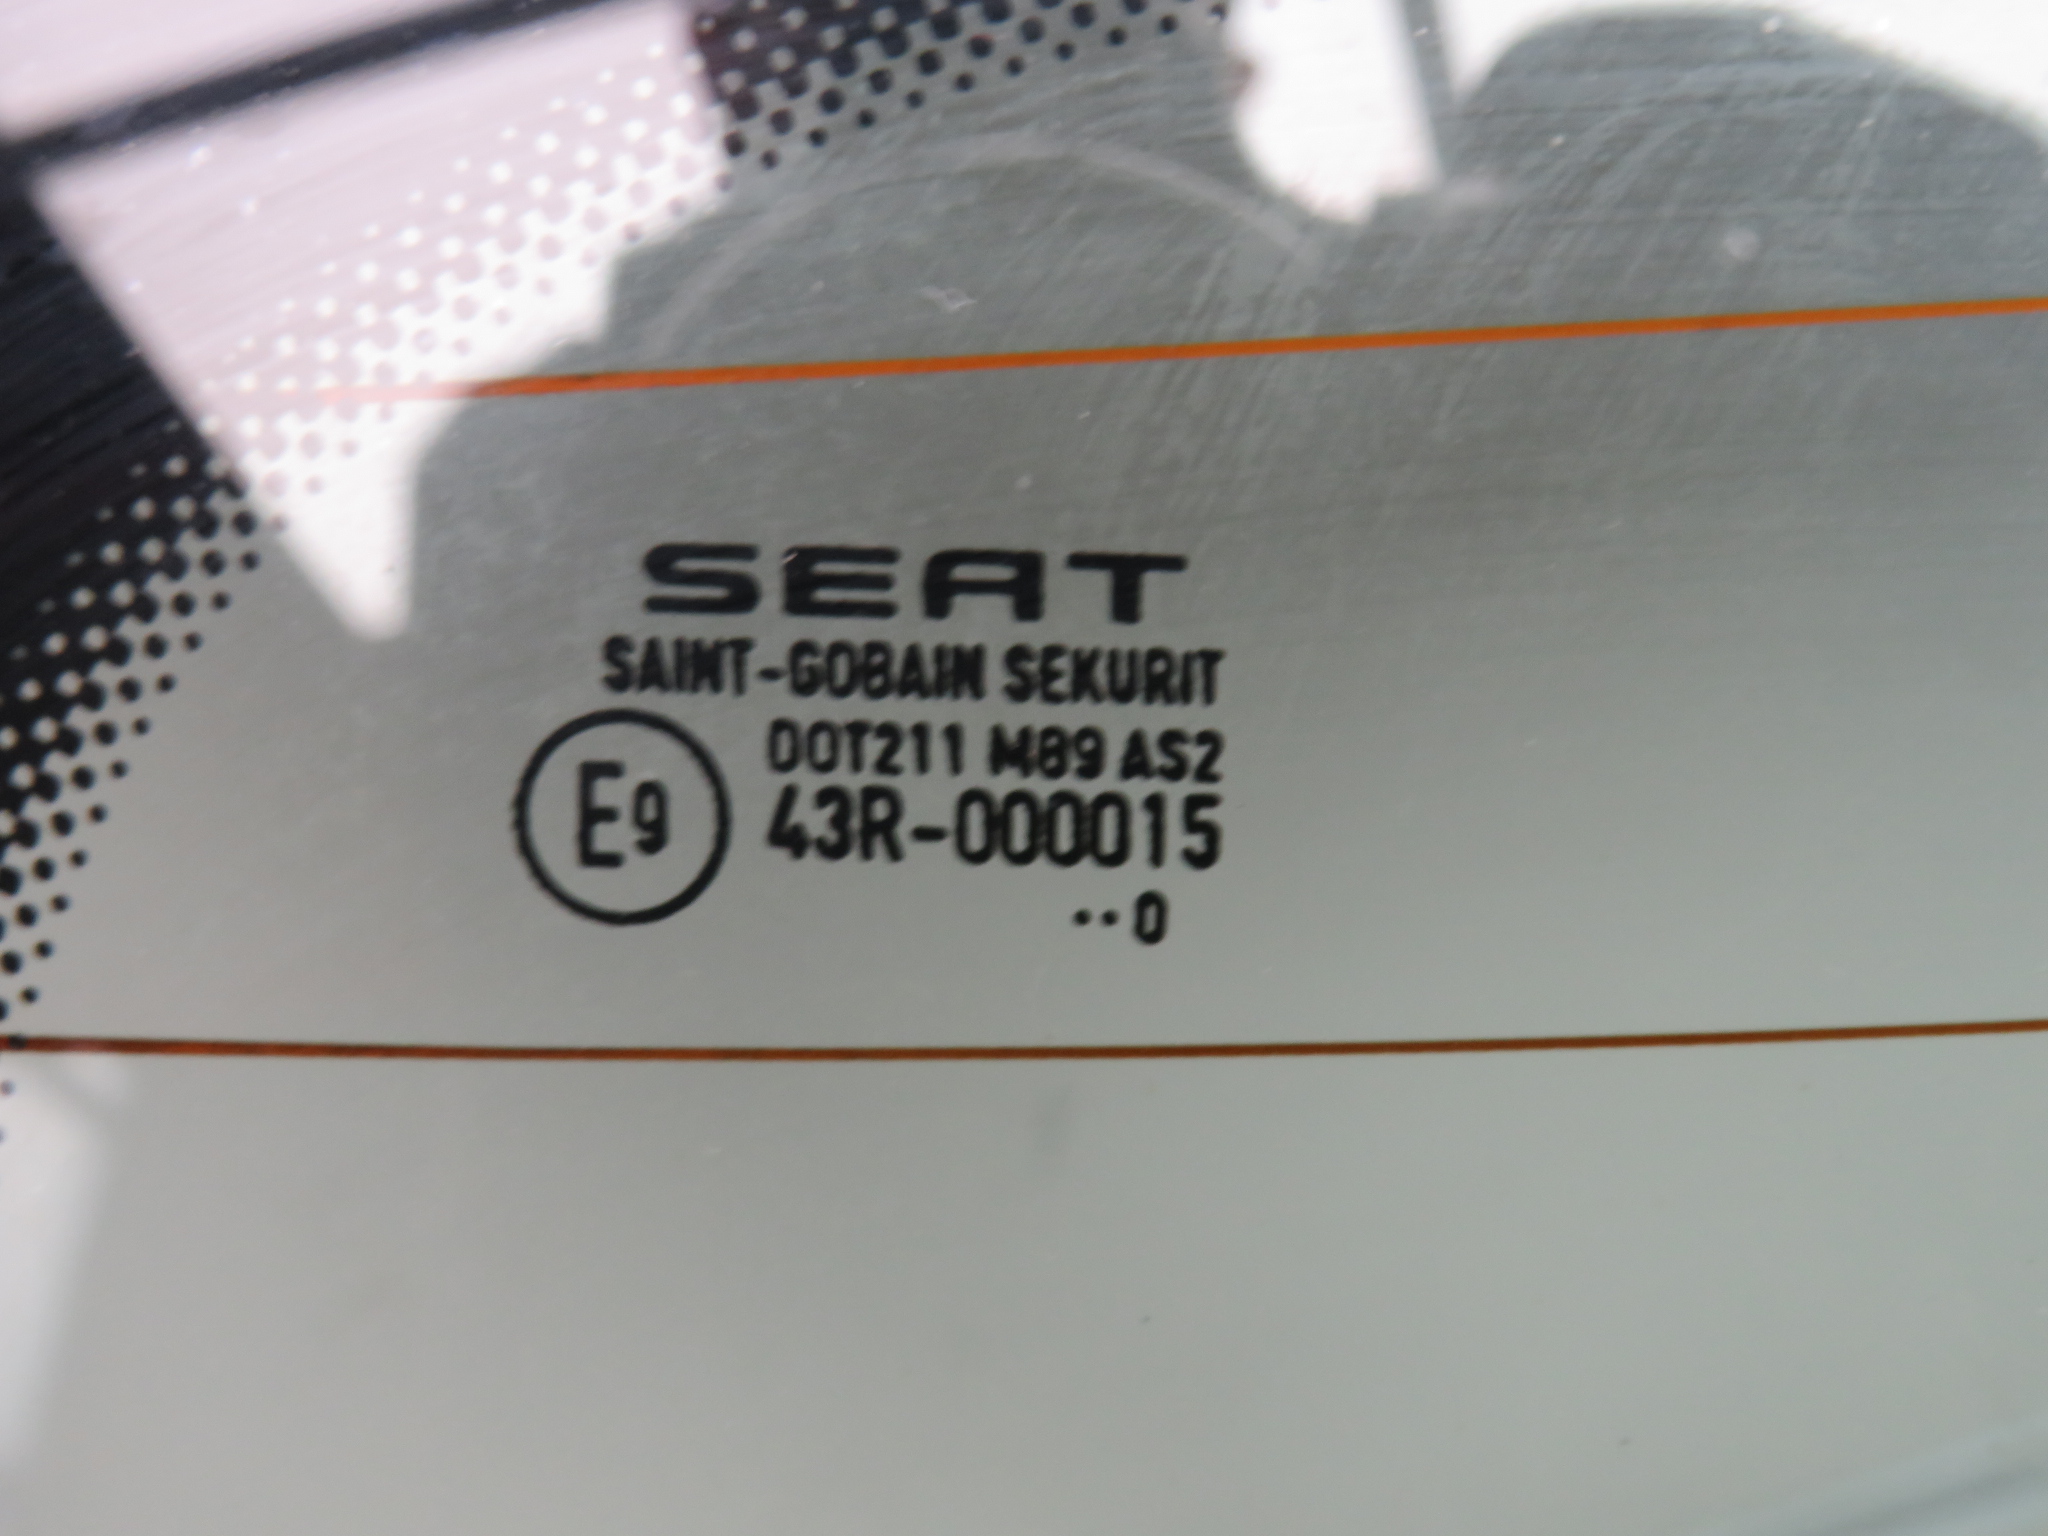 SEAT
SAINT-GOBAIN SEKURIT
DOT211 M89 AS2
E9 43R-000015
··0